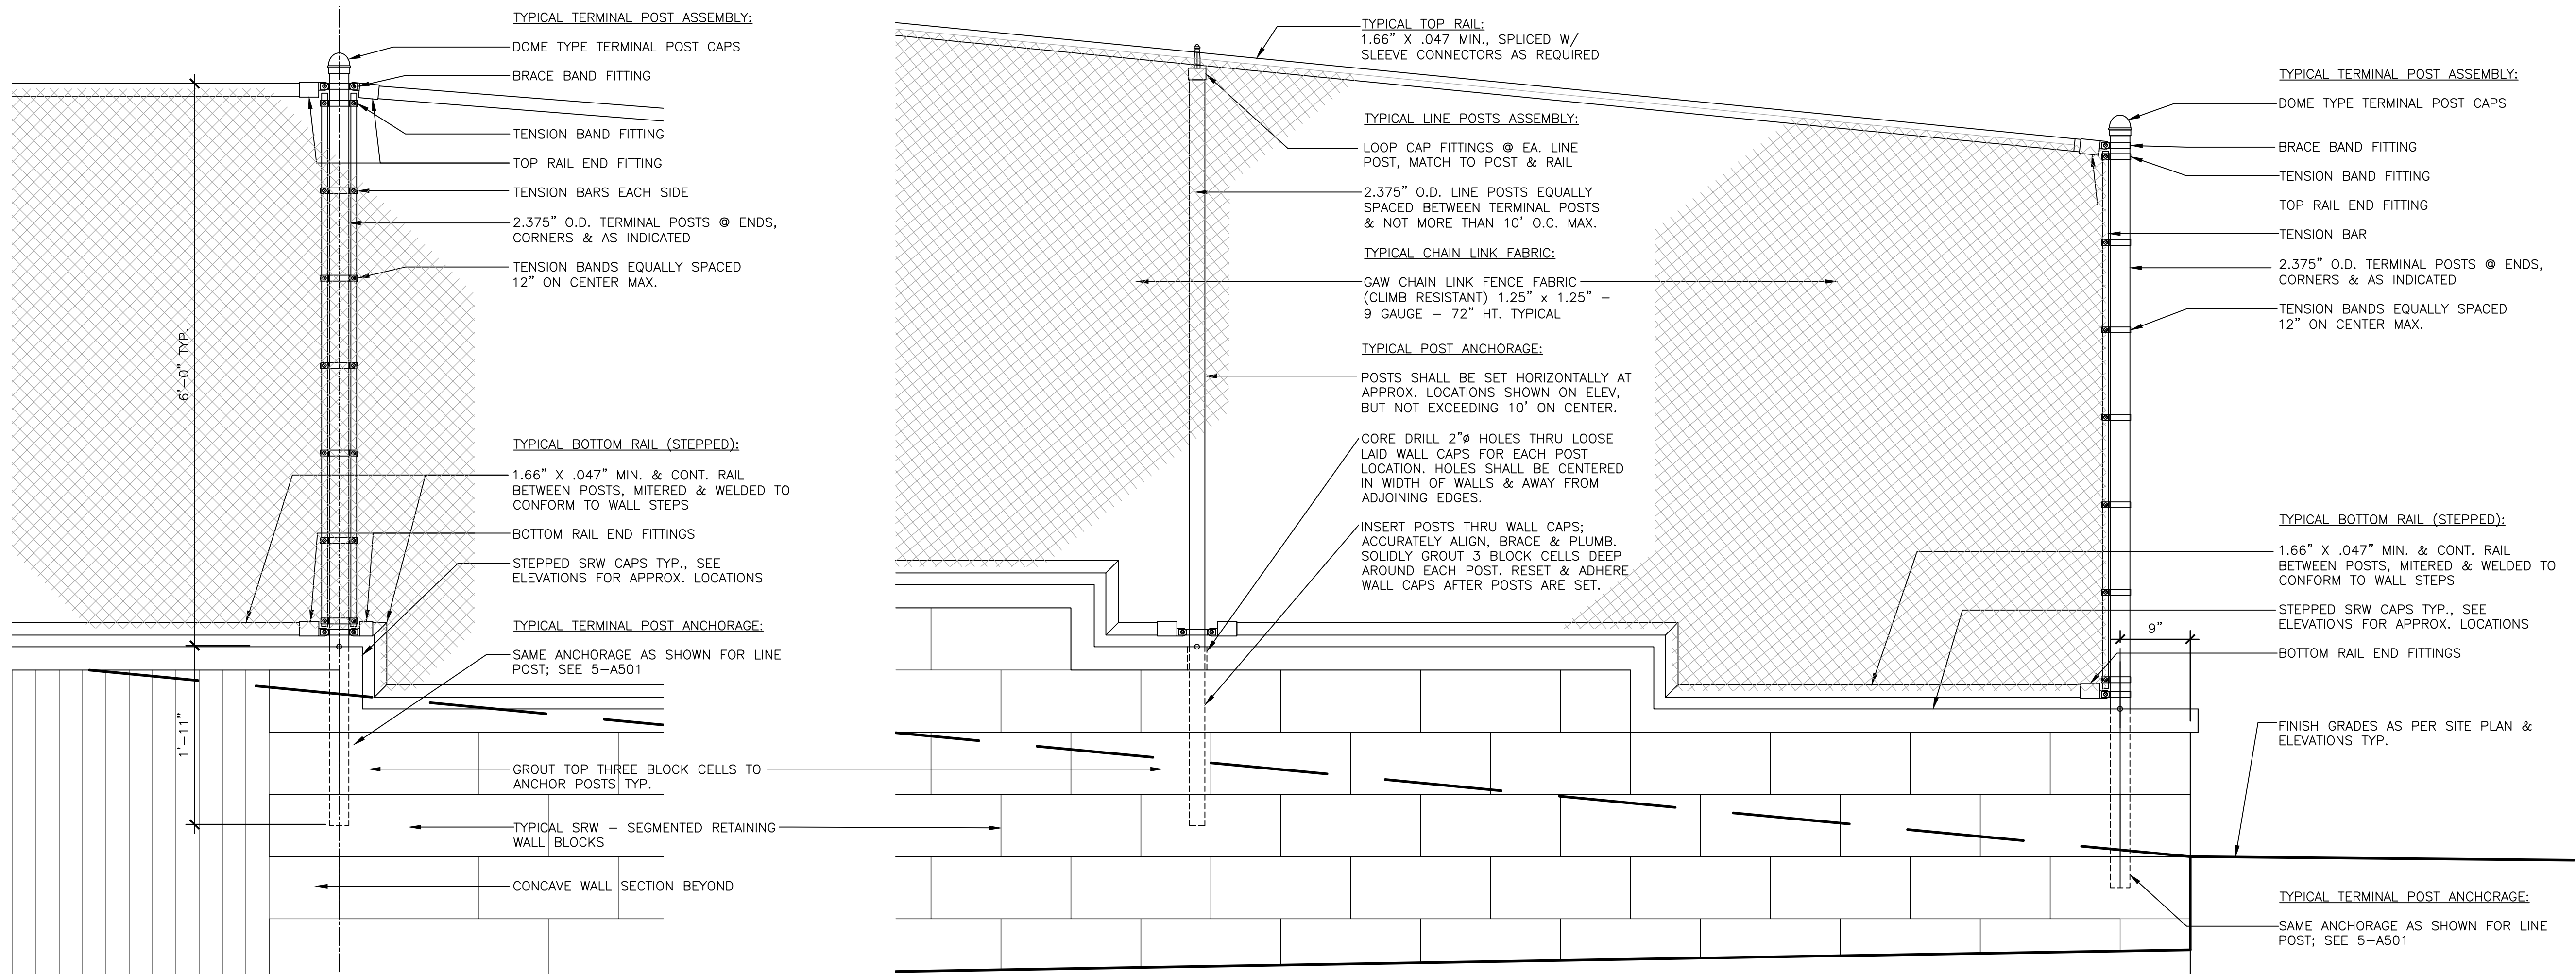 TYPICAL TERMINAL POST ASSEMBLY:
DOME TYPE TERMINAL POST CAPS
BRACE BAND FITTING
TENSION BAND FITTING
TOP RAIL END FITTING
TENSION BARS EACH SIDE
2.375" O.D. TERMINAL POSTS @ ENDS,
CORNERS & AS INDICATED
TENSION BANDS EQUALLY SPACED
12" ON CENTER MAX.
6'-0" TYP.
TYPICAL BOTTOM RAIL (STEPPED):
1.66" X .047" MIN. & CONT. RAIL
BETWEEN POSTS, MITERED & WELDED TO
CONFORM TO WALL STEPS
BOTTOM RAIL END FITTINGS
STEPPED SRW CAPS TYP., SEE
ELEVATIONS FOR APPROX. LOCATIONS
TYPICAL TERMINAL POST ANCHORAGE:
SAME ANCHORAGE AS SHOWN FOR LINE
POST; SEE 5-A501
1'-11"
GROUT TOP THREE BLOCK CELLS TO
ANCHOR POSTS TYP.
TYPICAL SRW - SEGMENTED RETAINING
WALL BLOCKS
CONCAVE WALL SECTION BEYOND
TYPICAL TOP RAIL:
1.66" X .047 MIN., SPLICED W/
SLEEVE CONNECTORS AS REQUIRED
TYPICAL LINE POSTS ASSEMBLY:
LOOP CAP FITTINGS @ EA. LINE
POST, MATCH TO POST & RAIL
2.375" O.D. LINE POSTS EQUALLY
SPACED BETWEEN TERMINAL POSTS
& NOT MORE THAN 10' O.C. MAX.
TYPICAL CHAIN LINK FABRIC:
GAW CHAIN LINK FENCE FABRIC
(CLIMB RESISTANT) 1.25" x 1.25" -
9 GAUGE - 72" HT. TYPICAL
TYPICAL POST ANCHORAGE:
POSTS SHALL BE SET HORIZONTALLY AT
APPROX. LOCATIONS SHOWN ON ELEV,
BUT NOT EXCEEDING 10' ON CENTER.
CORE DRILL 2"ø HOLES THRU LOOSE
LAID WALL CAPS FOR EACH POST
LOCATION. HOLES SHALL BE CENTERED
IN WIDTH OF WALLS & AWAY FROM
ADJOINING EDGES.
INSERT POSTS THRU WALL CAPS;
ACCURATELY ALIGN, BRACE & PLUMB.
SOLIDLY GROUT 3 BLOCK CELLS DEEP
AROUND EACH POST. RESET & ADHERE
WALL CAPS AFTER POSTS ARE SET.
TYPICAL TERMINAL POST ASSEMBLY:
DOME TYPE TERMINAL POST CAPS
BRACE BAND FITTING
TENSION BAND FITTING
TOP RAIL END FITTING
TENSION BAR
2.375" O.D. TERMINAL POSTS @ ENDS,
CORNERS & AS INDICATED
TENSION BANDS EQUALLY SPACED
12" ON CENTER MAX.
TYPICAL BOTTOM RAIL (STEPPED):
1.66" X .047" MIN. & CONT. RAIL
BETWEEN POSTS, MITERED & WELDED TO
CONFORM TO WALL STEPS
STEPPED SRW CAPS TYP., SEE
ELEVATIONS FOR APPROX. LOCATIONS
9"
BOTTOM RAIL END FITTINGS
FINISH GRADES AS PER SITE PLAN &
ELEVATIONS TYP.
TYPICAL TERMINAL POST ANCHORAGE:
SAME ANCHORAGE AS SHOWN FOR LINE
POST; SEE 5-A501